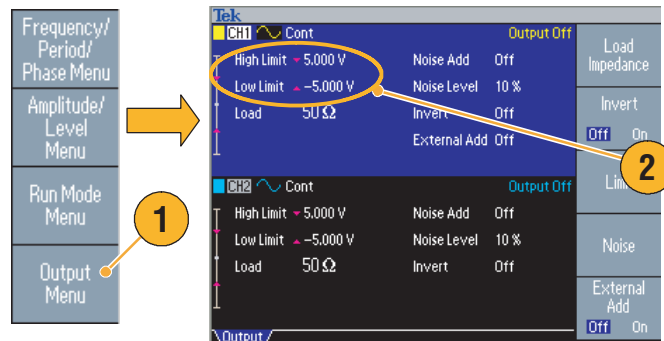 Frequency/
Period/
Phase Menu
Amplitude/
Level
Menu
Run Mode
Menu
Output
Menu
1
Tek
CH1 Cont Output Off
High Limit 5.000 V Noise Add Off
Low Limit –5.000 V Noise Level 10 %
Load 50 Ω Invert Off
External Add Off
CH2 Cont Output Off
High Limit 5.000 V Noise Add Off
Low Limit –5.000 V Noise Level 10 %
Load 50 Ω Invert Off
Output
Load
Impedance
Invert
Off On
2
Noise
External
Add
Off On